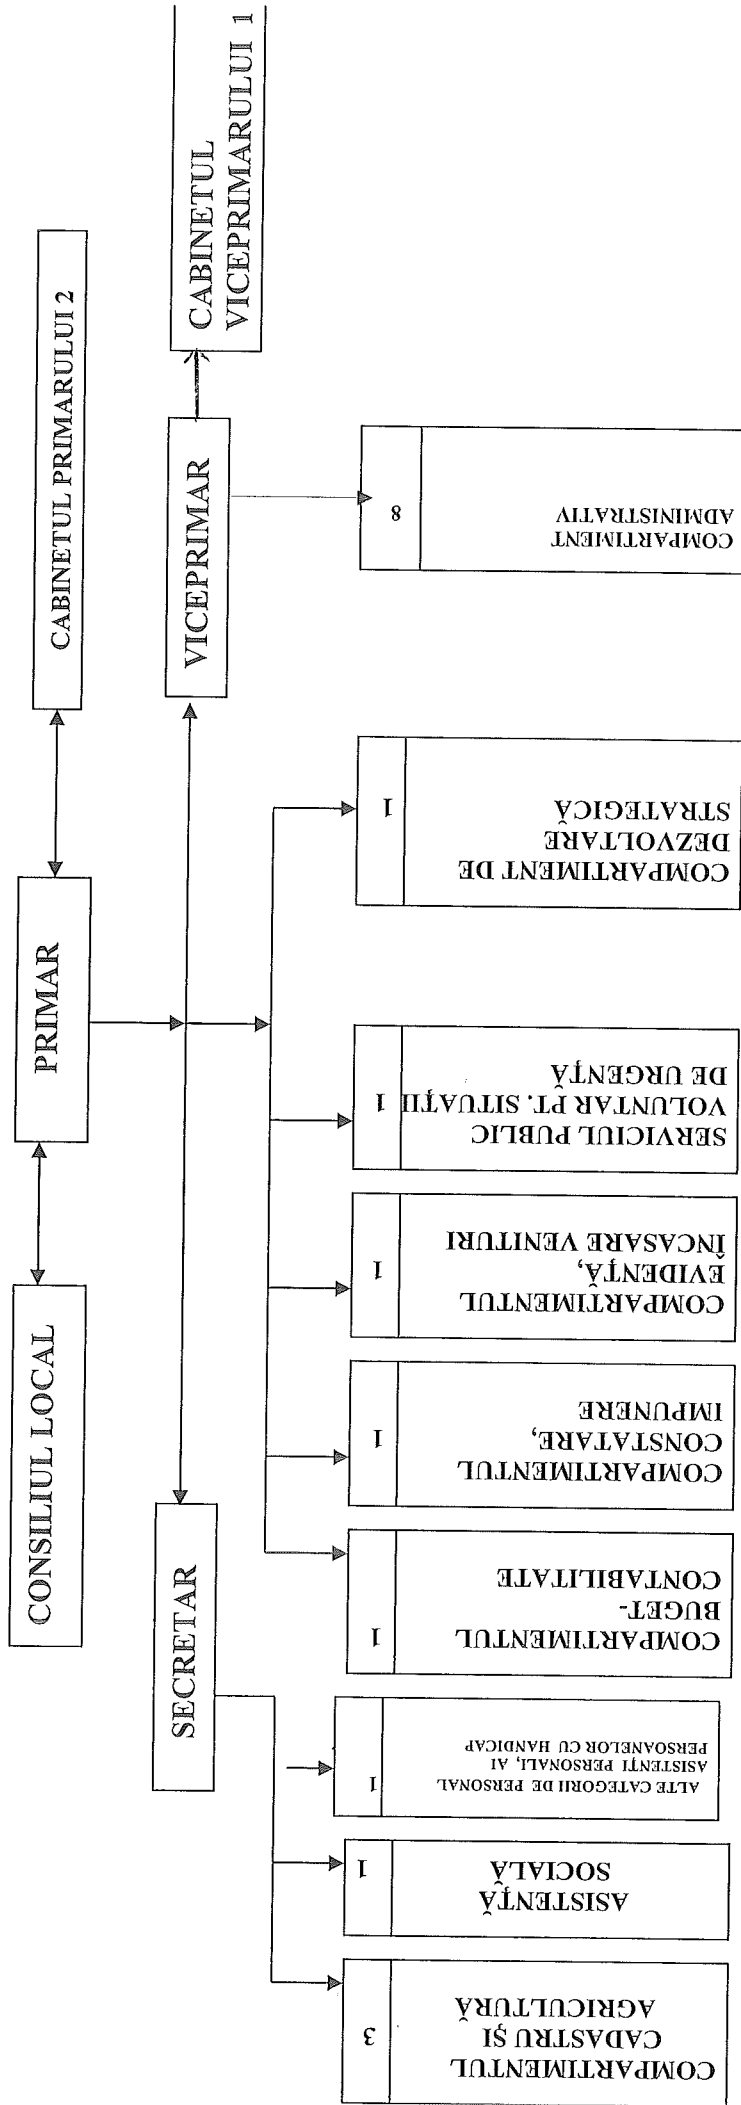 CONSILIUL LOCAL
PRIMAR
CABINETUL PRIMARULUI 2
SECRETAR
VICEPRIMAR
CABINETUL
VICEPRIMARULUI 1
3
COMPARTIMENTUL
CADASTRU ȘI
AGRICULTURĂ
1
ASISTENȚĂ
SOCIALĂ
1
ALTE CATEGORII DE PERSONAL
ASISTENȚI PERSONALI, AI
PERSOANELOR CU HANDICAP
1
COMPARTIMENTUL
BUGET-
CONTABILITATE
1
COMPARTIMENTUL
CONSTATARE,
IMPUNERE
1
COMPARTIMENTUL
EVIDENȚĂ,
ÎNCASARE VENITURI
1
SERVICIUL PUBLIC
VOLUNTAR PT. SITUAȚII
DE URGENȚĂ
1
COMPARTIMENT DE
DEZVOLTARE
STRATEGICĂ
8
COMPARTIMENT
ADMINISTRATIV